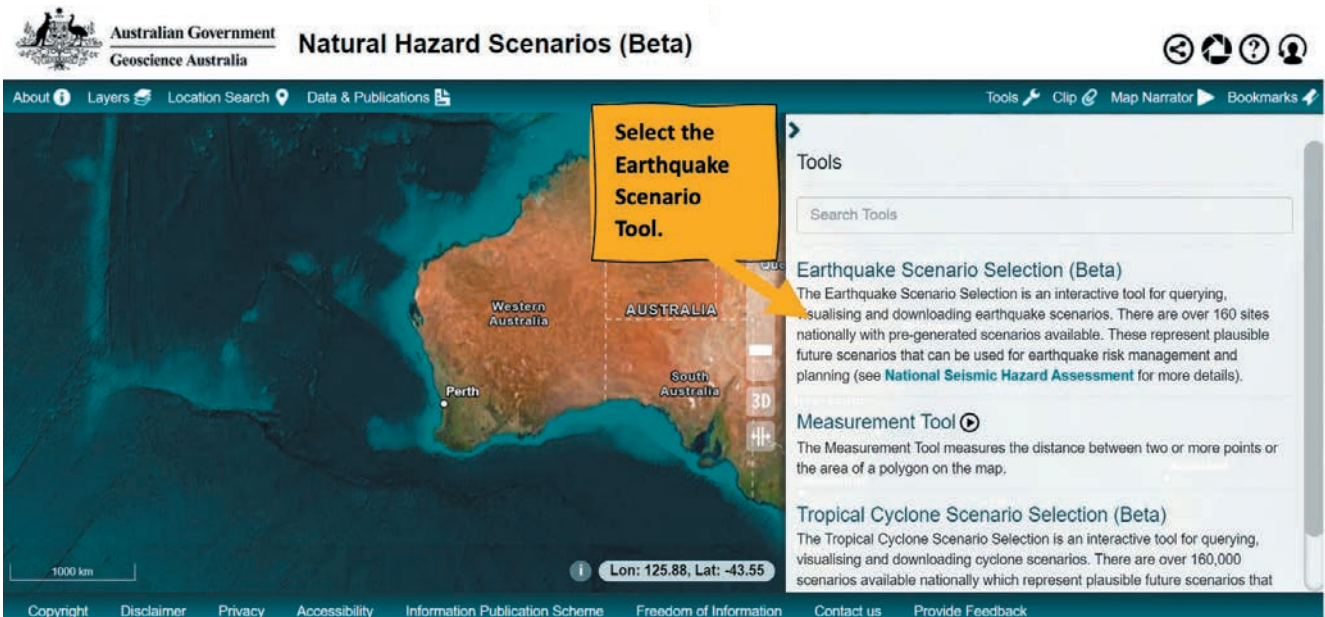 Australian Government
Geoscience Australia
Natural Hazard Scenarios (Beta)
About Layers Location Search Data & Publications
Tools Clip Map Narrator Bookmarks
Select the
Earthquake
Scenario
Tool.
Tools
Search Tools
Earthquake Scenario Selection (Beta)
The Earthquake Scenario Selection is an interactive tool for querying,
visualising and downloading earthquake scenarios. There are over 160 sites
nationally with pre-generated scenarios available. These represent plausible
future scenarios that can be used for earthquake risk management and
planning (see National Seismic Hazard Assessment for more details).
Measurement Tool
The Measurement Tool measures the distance between two or more points or
the area of a polygon on the map.
Tropical Cyclone Scenario Selection (Beta)
The Tropical Cyclone Scenario Selection is an interactive tool for querying,
visualising and downloading cyclone scenarios. There are over 160,000
scenarios available nationally which represent plausible future scenarios that
Western
Australia
AUSTRALIA
South
Australia
Perth
3D
1000 km
Lon: 125.88, Lat: -43.55
Copyright Disclaimer Privacy Accessibility Information Publication Scheme Freedom of Information Contact us Provide Feedback